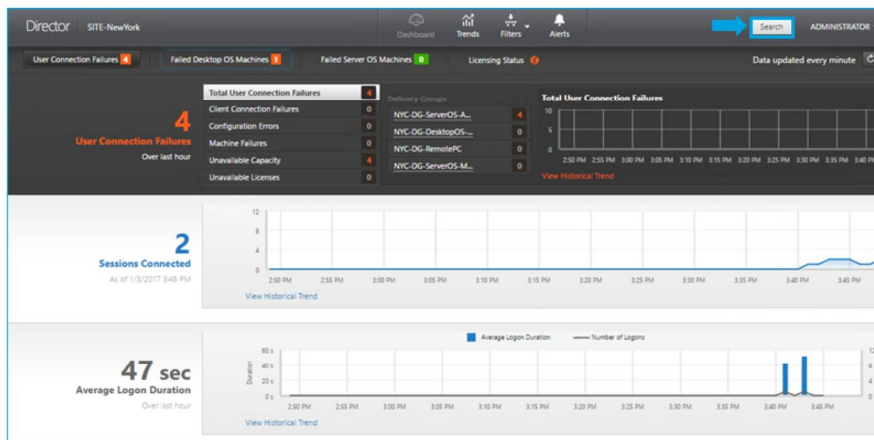 Director SITE-NewYork Dashboard Trends Filters Alerts Search ADMINISTRATOR
User Connection Failures 4 Failed Desktop OS Machines 1 Failed Server OS Machines 0 Licensing Status Data updated every minute
4
User Connection Failures
Over last hour
Total User Connection Failures 4
Client Connection Failures 0
Configuration Errors 0
Machine Failures 0
Unavailable Capacity 4
Unavailable Licenses 0
Delivery Groups
NYC-DG-ServerOS-A... 4
NYC-DG-DesktopOS-... 0
NYC-DG-RemotePC 0
NYC-DG-ServerOS-M... 0
Total User Connection Failures
10
5
0
2:50 PM 2:55 PM 3:00 PM 3:05 PM 3:10 PM 3:15 PM 3:20 PM 3:25 PM 3:30 PM 3:35 PM 3:40 PM
View Historical Trend
2
Sessions Connected
As of 1/3/2017 3:48 PM
12
8
4
0
2:50 PM 2:55 PM 3:00 PM 3:05 PM 3:10 PM 3:15 PM 3:20 PM 3:25 PM 3:30 PM 3:35 PM 3:40 PM 3:45 PM
View Historical Trend
47 sec
Average Logon Duration
Over last hour
Average Logon Duration Number of Logons
Duration
60 s
40 s
20 s
0 s
12
8
4
0
2:50 PM 2:55 PM 3:00 PM 3:05 PM 3:10 PM 3:15 PM 3:20 PM 3:25 PM 3:30 PM 3:35 PM 3:40 PM 3:45 PM
View Historical Trend